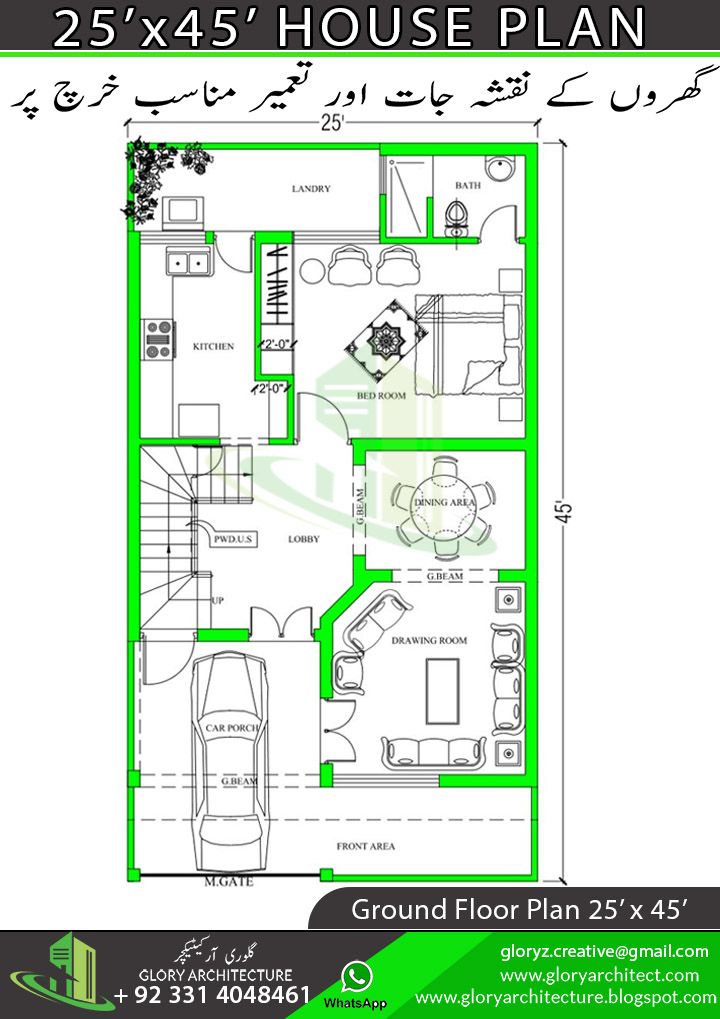 25’x45’ HOUSE PLAN
گھروں کے نقشہ جات اور تعمیر مناسب خرچ پر
25'
LANDRY
BATH
KITCHEN
2'-0"
2'-0"
BED ROOM
G.BEAM
DINING AREA
45'
PWD.U.S
LOBBY
G.BEAM
UP
DRAWING ROOM
CAR PORCH
G.BEAM
FRONT AREA
M.GATE
Ground Floor Plan 25’ x 45’
گلوری آرکیٹیکچر
GLORY ARCHITECTURE
+ 92 331 4048461
WhatsApp
gloryz.creative@gmail.com
www.gloryarchitect.com
www.gloryarchitecture.blogspot.com